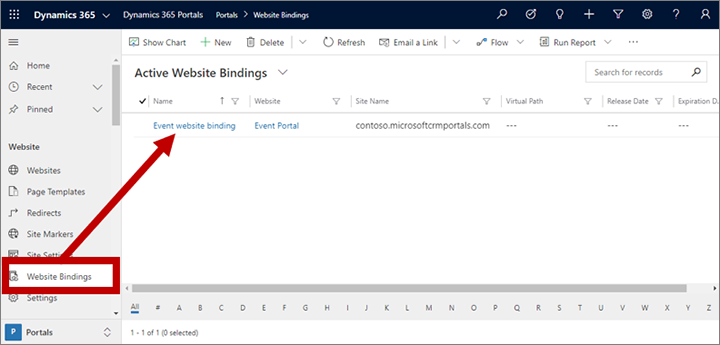 Dynamics 365 Dynamics 365 Portals Portals > Website Bindings
Show Chart + New Delete Refresh Email a Link Flow Run Report ...
Home
Recent
Pinned
Website
Websites
Page Templates
Redirects
Site Markers
Site Settin
Website Bindings
Settings
P Portals
Active Website Bindings
Search for records
Name Website Site Name Virtual Path Release Date Expiration D
Event website binding Event Portal contoso.microsoftcrmportals.com --- --- ---
All # A B C D E F G H I J K L M N O P Q R S T U V W X Y Z
1 - 1 of 1 (0 selected)